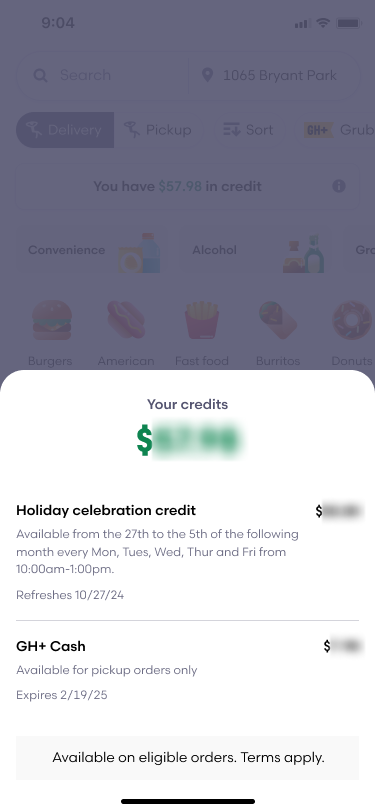 9:04
Search
1065 Bryant Park
Delivery
Pickup
Sort
GH+
Grub
You have $57.98 in credit
Convenience
Alcohol
Gro
Burgers
American
Fast food
Burritos
Donuts
Your credits
$
Holiday celebration credit
$
Available from the 27th to the 5th of the following
month every Mon, Tues, Wed, Thur and Fri from
10:00am-1:00pm.
Refreshes 10/27/24
GH+ Cash
$
Available for pickup orders only
Expires 2/19/25
Available on eligible orders. Terms apply.